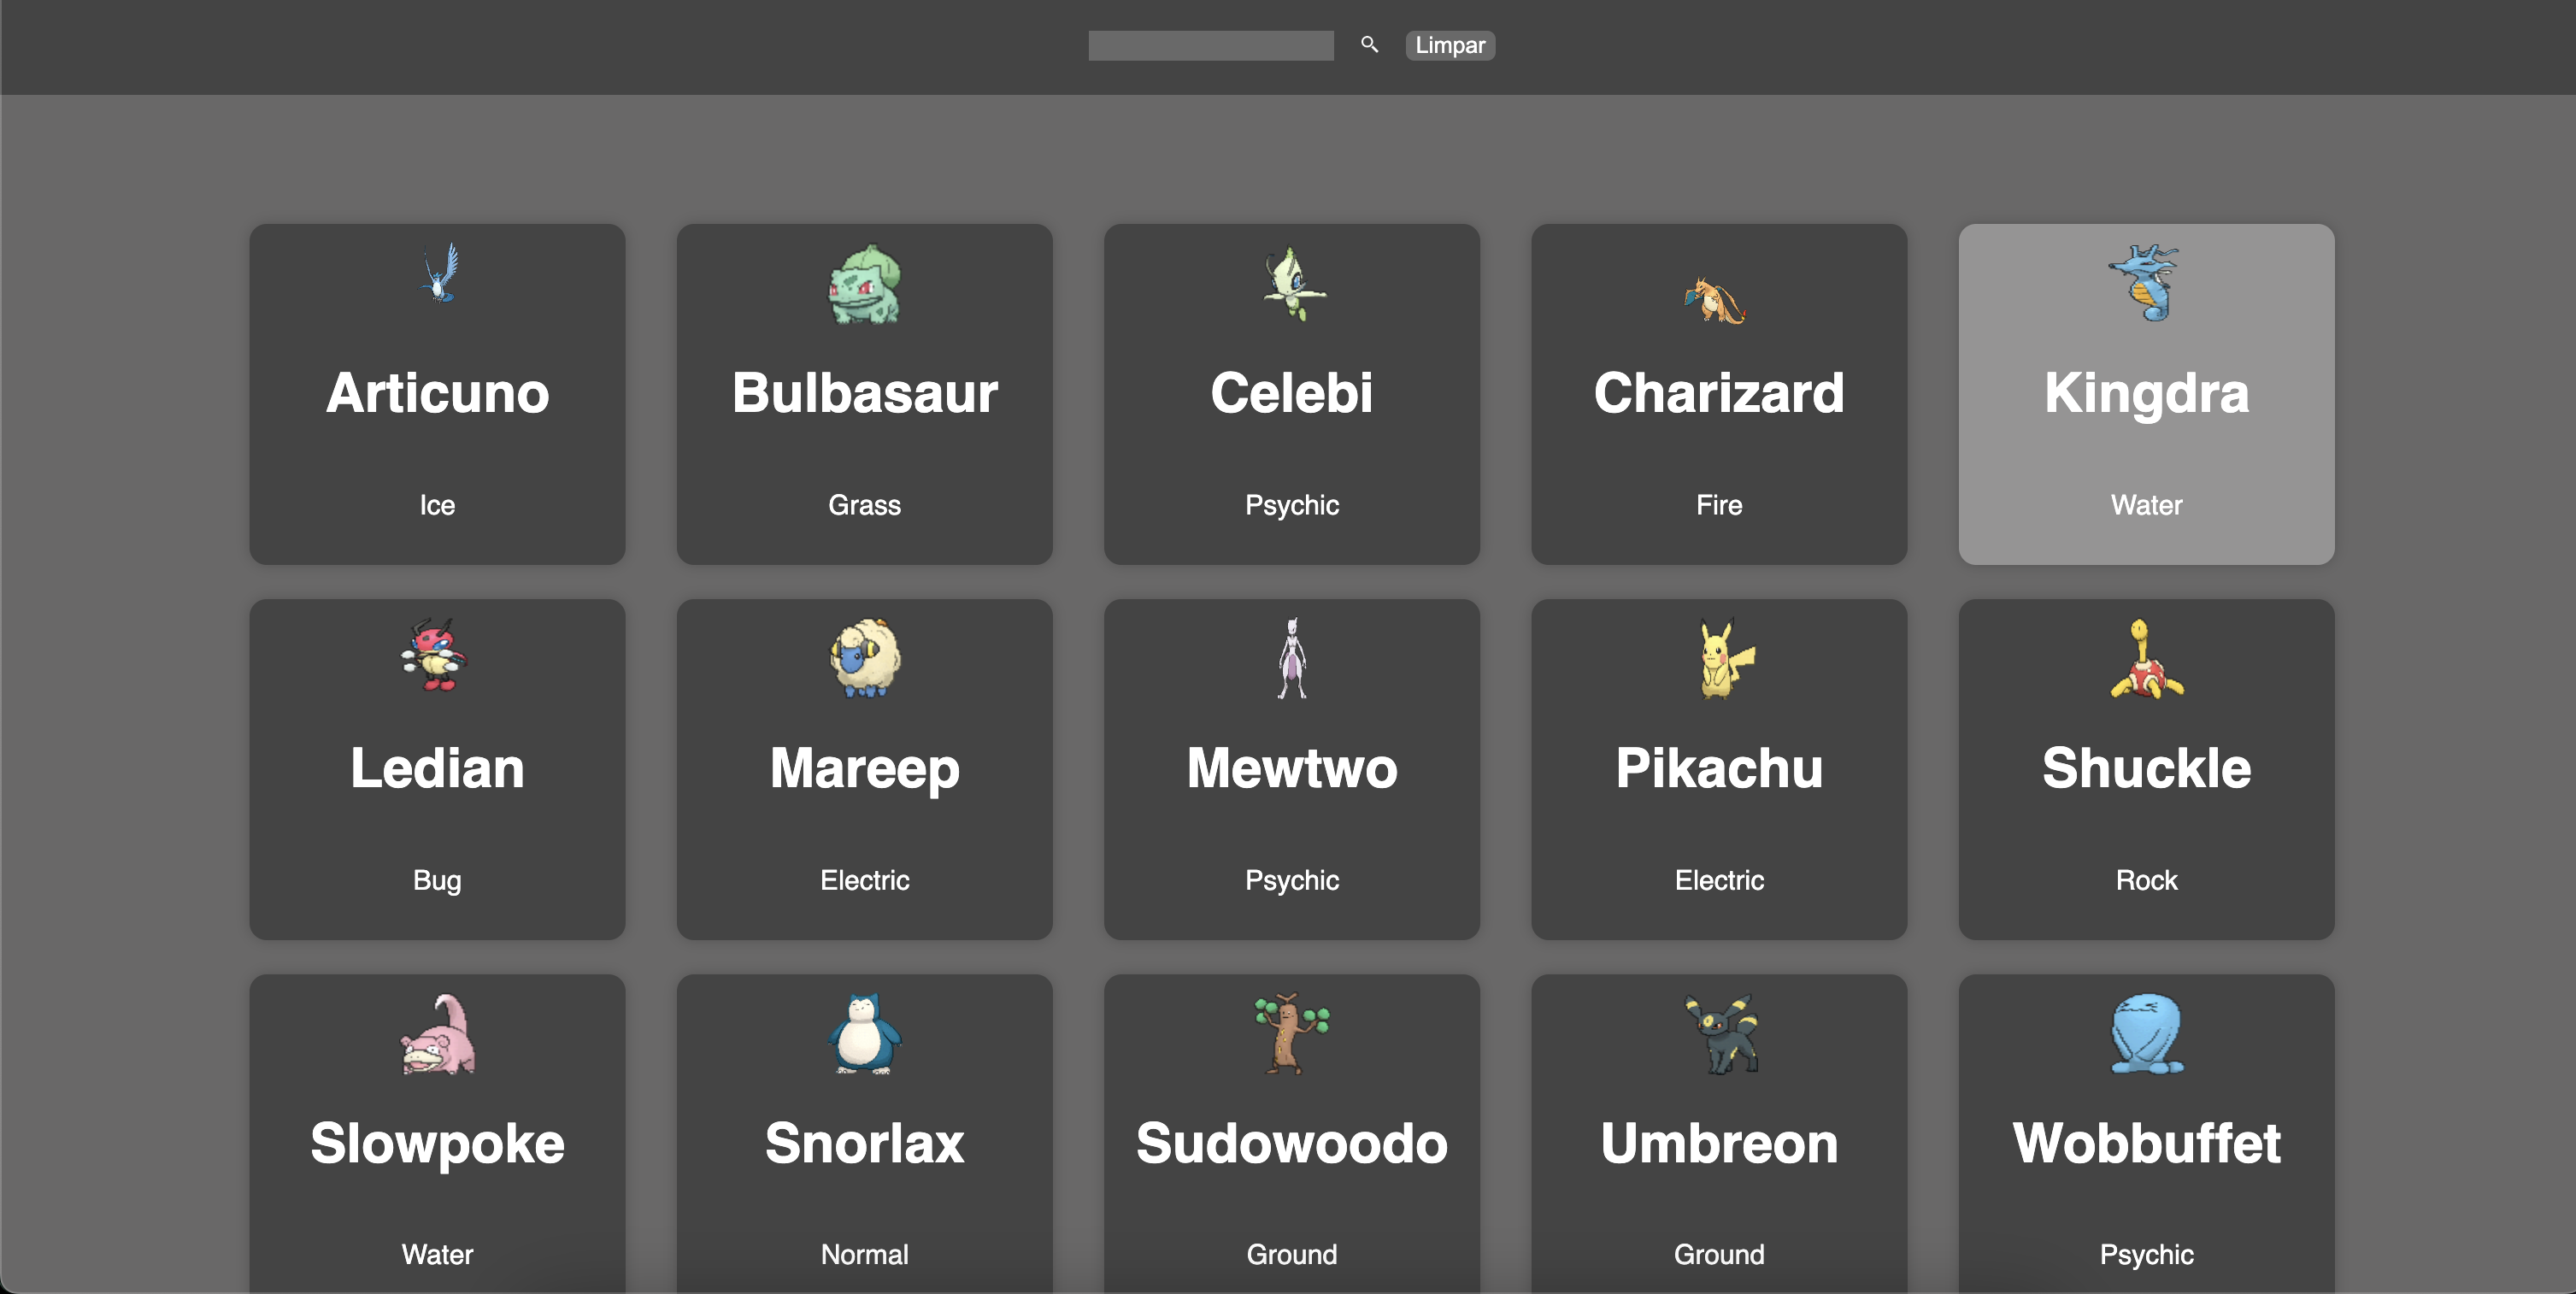 Limpar
Articuno
Ice
Bulbasaur
Grass
Celebi
Psychic
Charizard
Fire
Kingdra
Water
Ledian
Bug
Mareep
Electric
Mewtwo
Psychic
Pikachu
Electric
Shuckle
Rock
Slowpoke
Water
Snorlax
Normal
Sudowoodo
Ground
Umbreon
Ground
Wobbuffet
Psychic